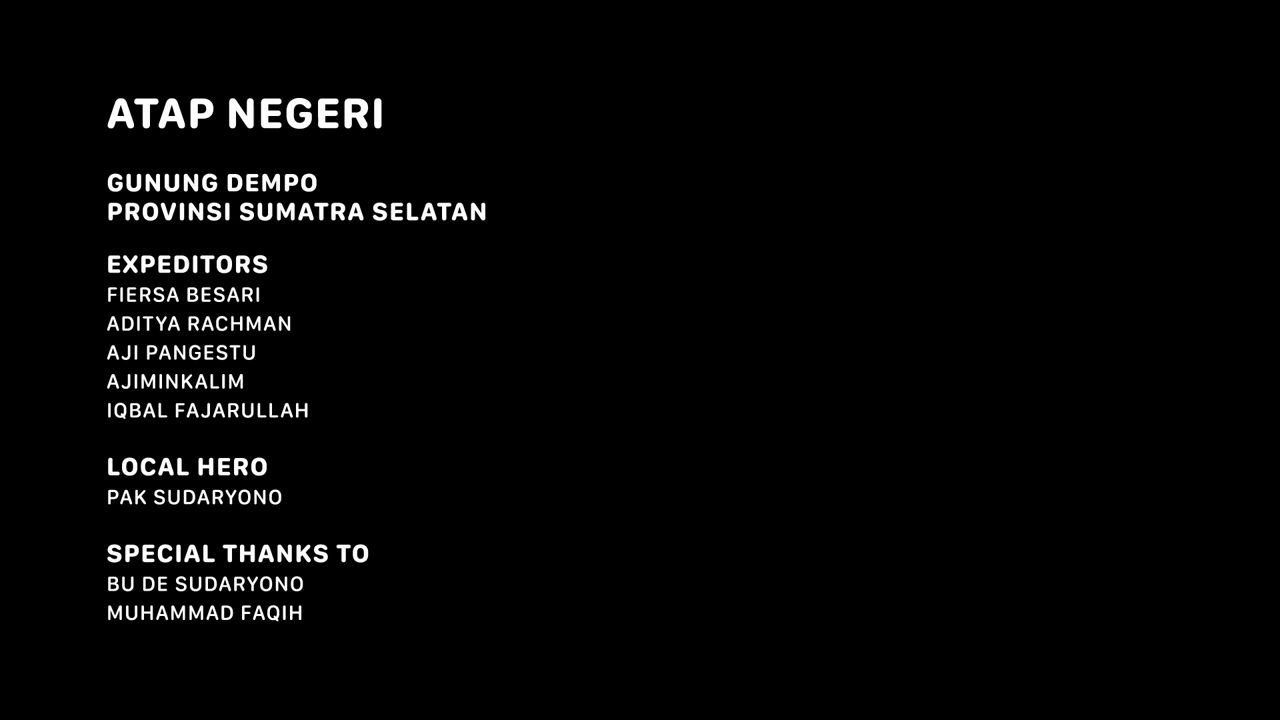 ATAP NEGERI
GUNUNG DEMPO
PROVINSI SUMATRA SELATAN
EXPEDITORS
FIERSA BESARI
ADITYA RACHMAN
AJI PANGESTU
AJIMINKALIM
IQBAL FAJARULLAH
LOCAL HERO
PAK SUDARYONO
SPECIAL THANKS TO
BU DE SUDARYONO
MUHAMMAD FAQIH